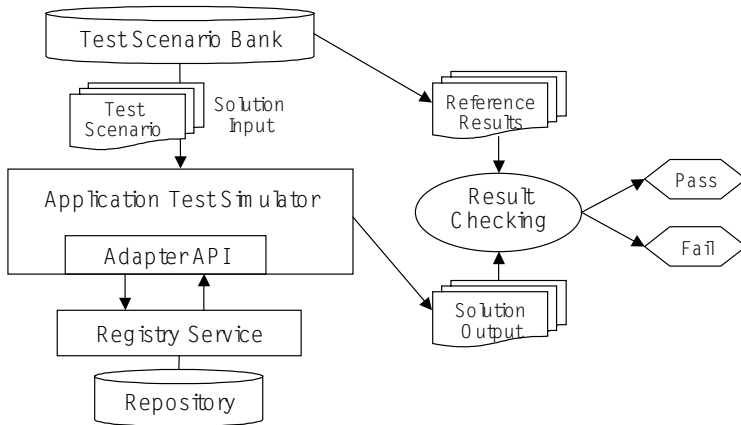 Test Scenario Bank
Test
Scenario
Solution
Input
Reference
Results
Application Test Simulator
Adapter API
Result
Checking
Pass
Fail
Registry Service
Solution
Output
Repository